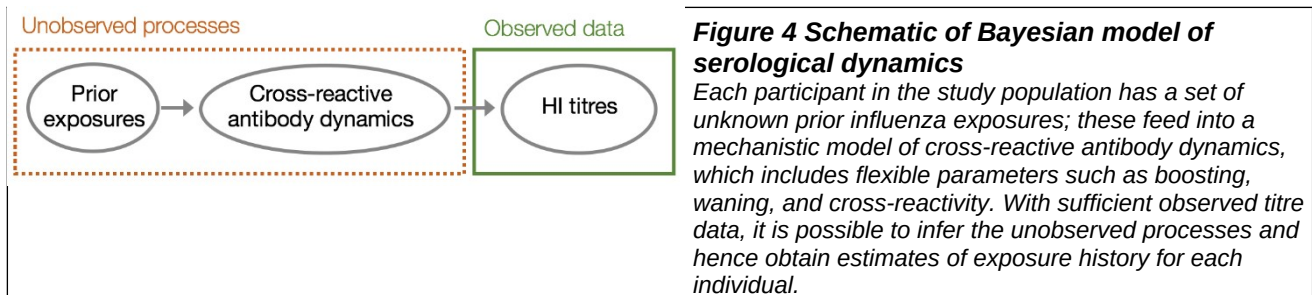 Unobserved processes
Observed data
Prior
exposures
Cross-reactive
antibody dynamics
HI titres
Figure 4 Schematic of Bayesian model of
serological dynamics
Each participant in the study population has a set of
unknown prior influenza exposures; these feed into a
mechanistic model of cross-reactive antibody dynamics,
which includes flexible parameters such as boosting,
waning, and cross-reactivity. With sufficient observed titre
data, it is possible to infer the unobserved processes and
hence obtain estimates of exposure history for each
individual.